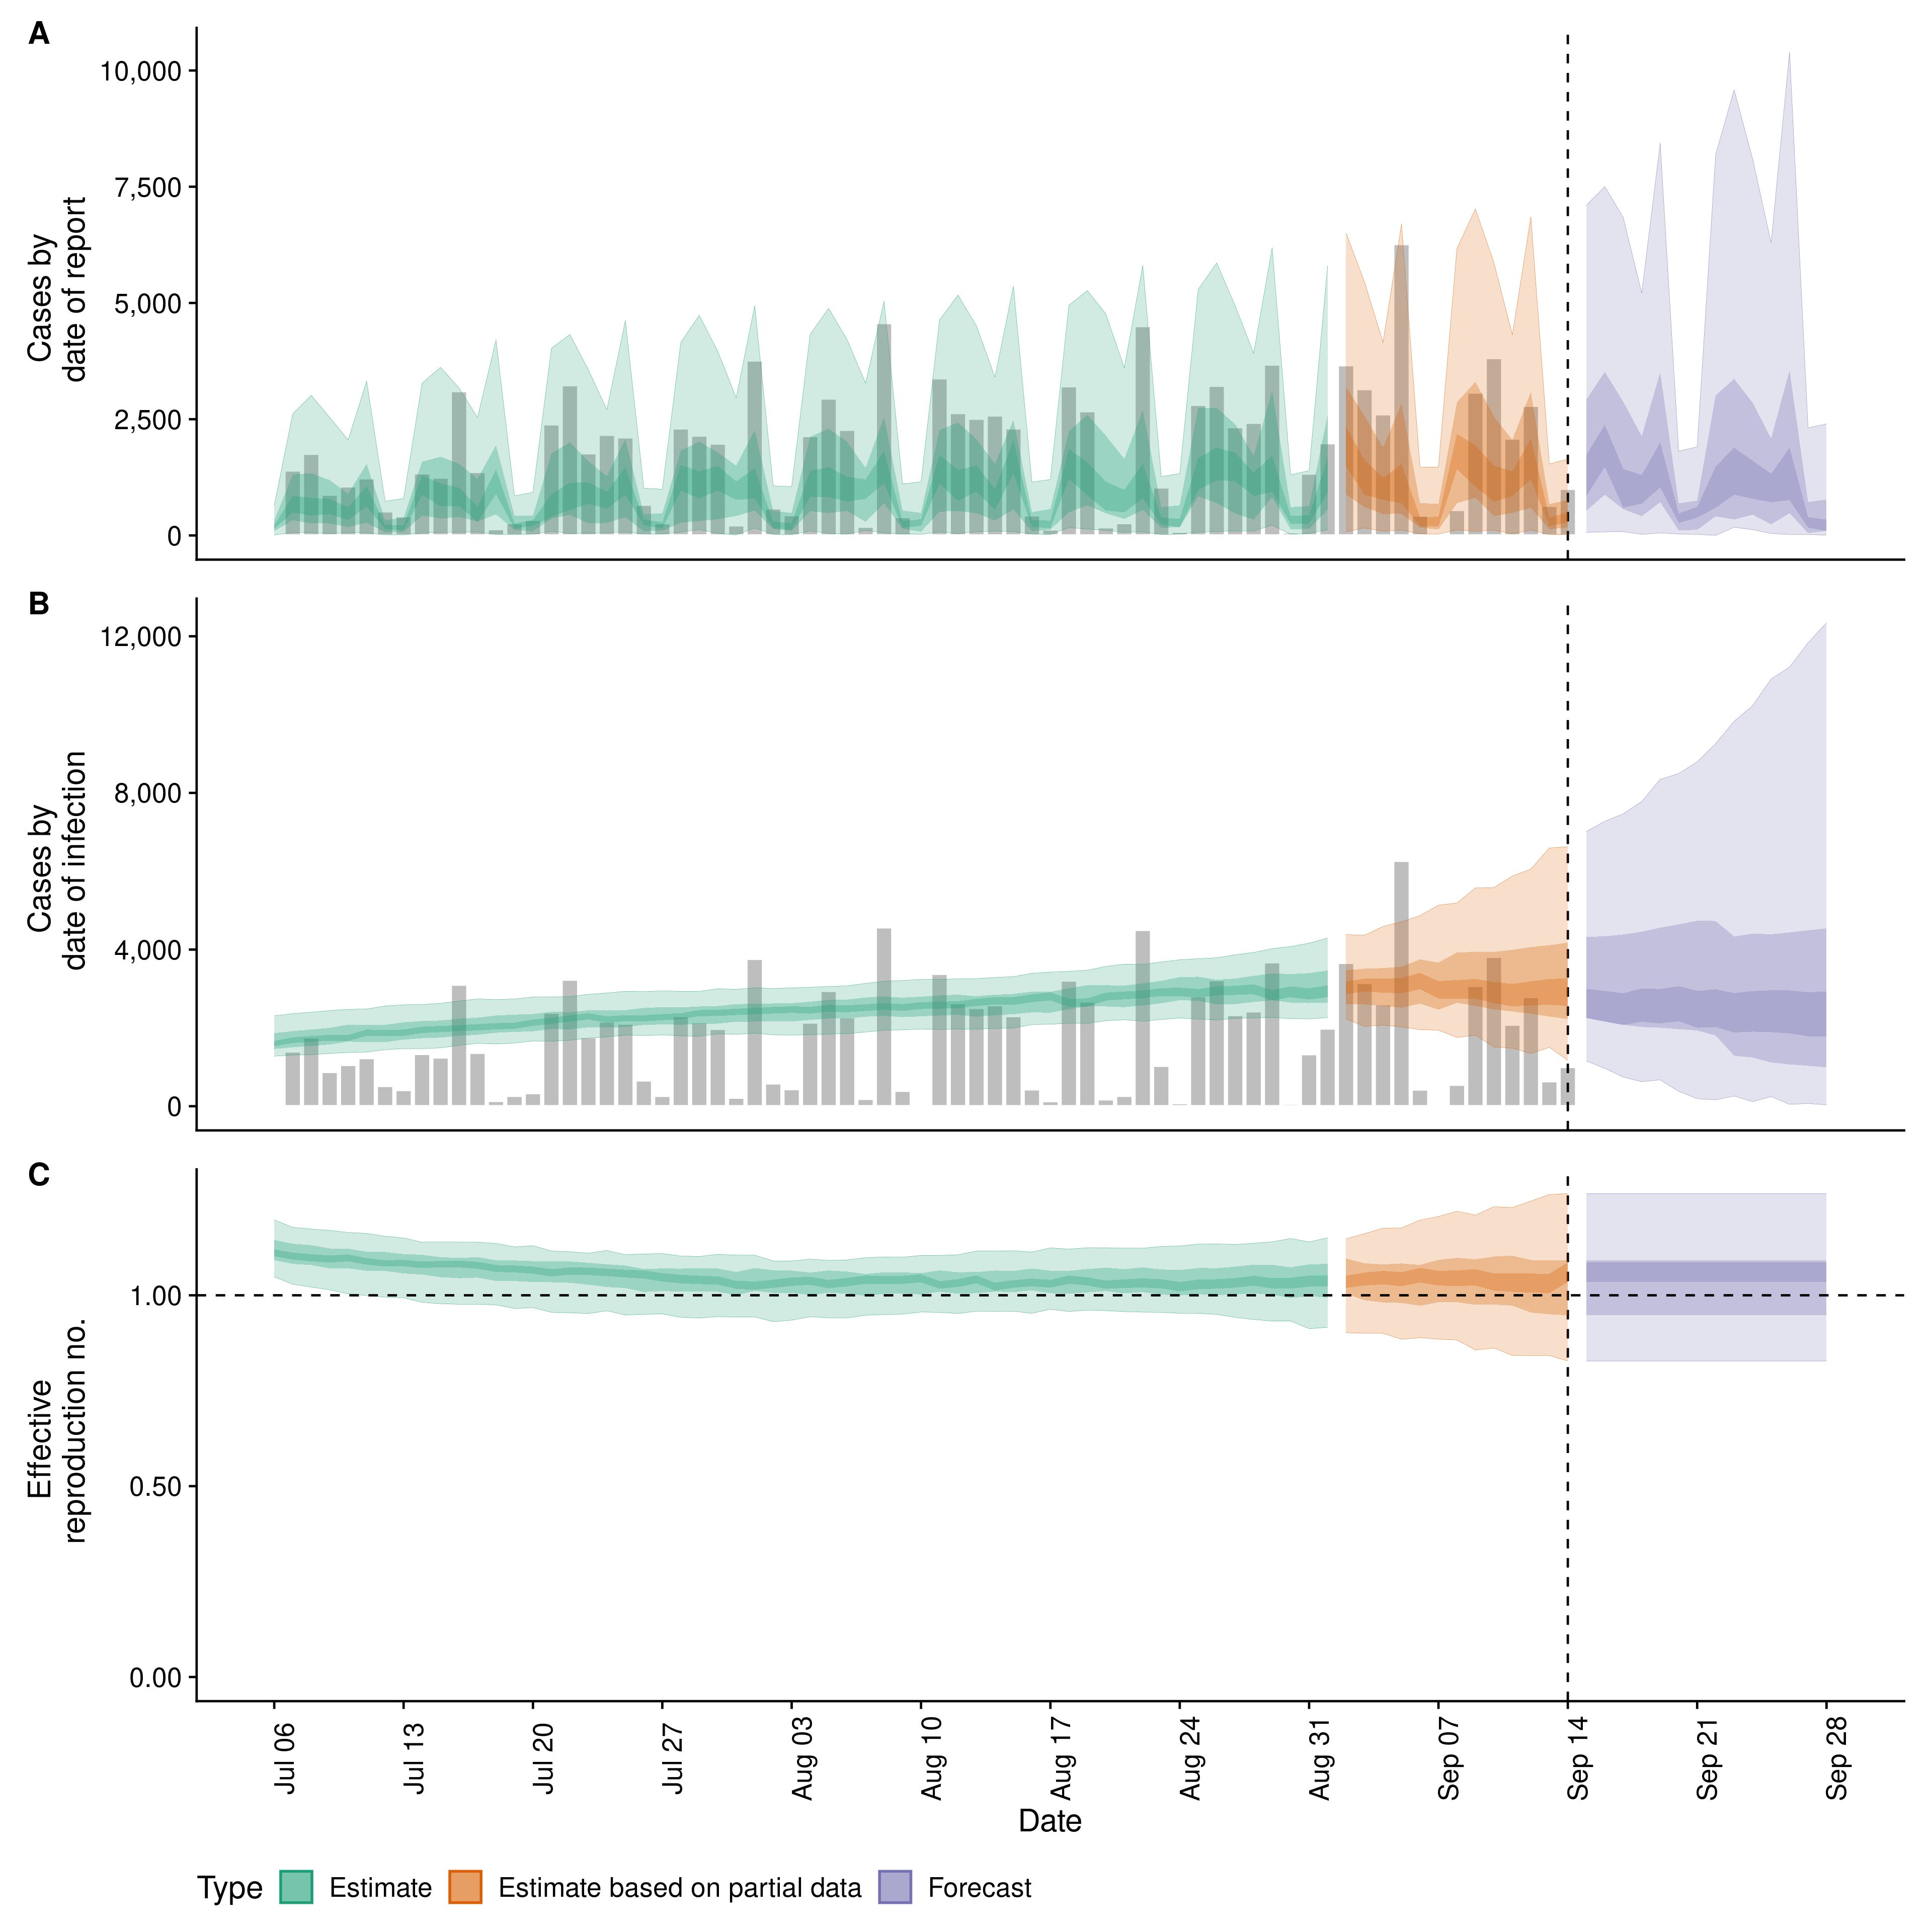 A
10,000
7,500
5,000
2,500
0
Cases by
date of report
B
12,000
8,000
4,000
0
Cases by
date of infection
C
1.00
0.50
0.00
Effective
reproduction no.
Jul 06
Jul 13
Jul 20
Jul 27
Aug 03
Aug 10
Aug 17
Aug 24
Aug 31
Sep 07
Sep 14
Sep 21
Sep 28
Date
Type Estimate Estimate based on partial data Forecast